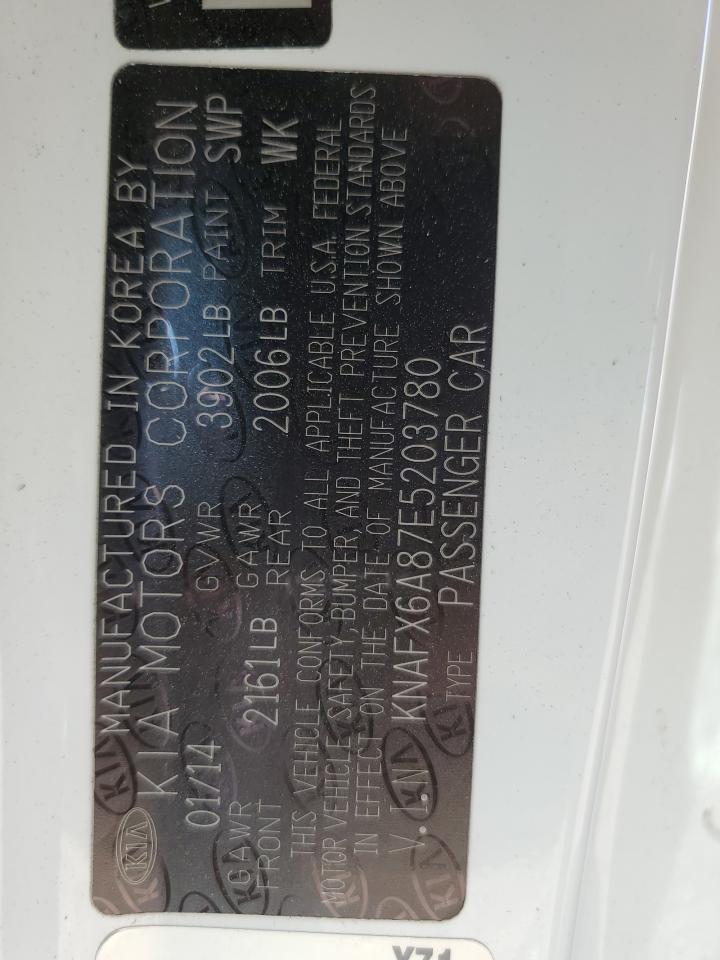 MANUFACTURED IN KOREA BY
KIA KIA MOTORS CORPORATION
01/14 GVWR 3902LB PAINT SWP
GAWR FRONT 2161LB GAWR REAR 2006LB TRIM WK
THIS VEHICLE CONFORMS TO ALL APPLICABLE U.S.A. FEDERAL
MOTOR VEHICLE SAFETY, BUMPER, AND THEFT PREVENTION STANDARDS
IN EFFECT ON THE DATE OF MANUFACTURE SHOWN ABOVE
V.I.N KNAFX6A87E5203780
TYPE PASSENGER CAR